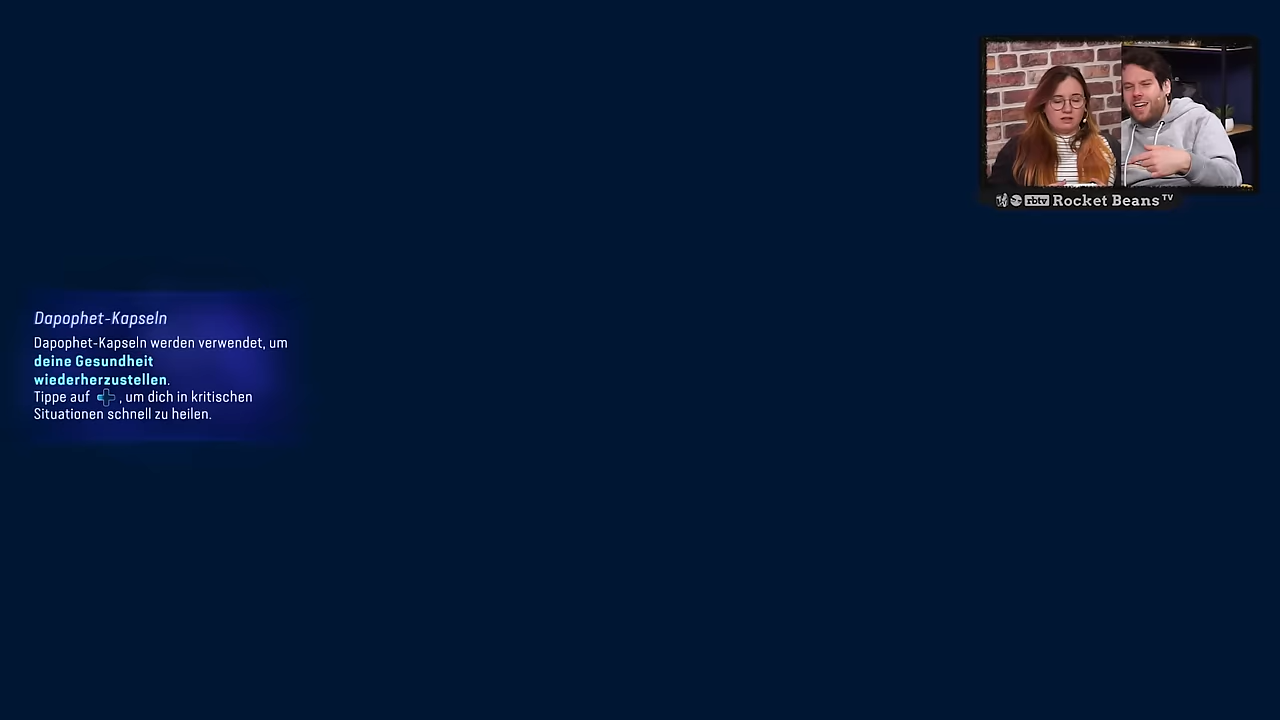 Dapophet-Kapseln
Dapophet-Kapseln werden verwendet, um
deine Gesundheit
wiederherzustellen.
Tippe auf , um dich in kritischen
Situationen schnell zu heilen.
rbtv Rocket Beans TV